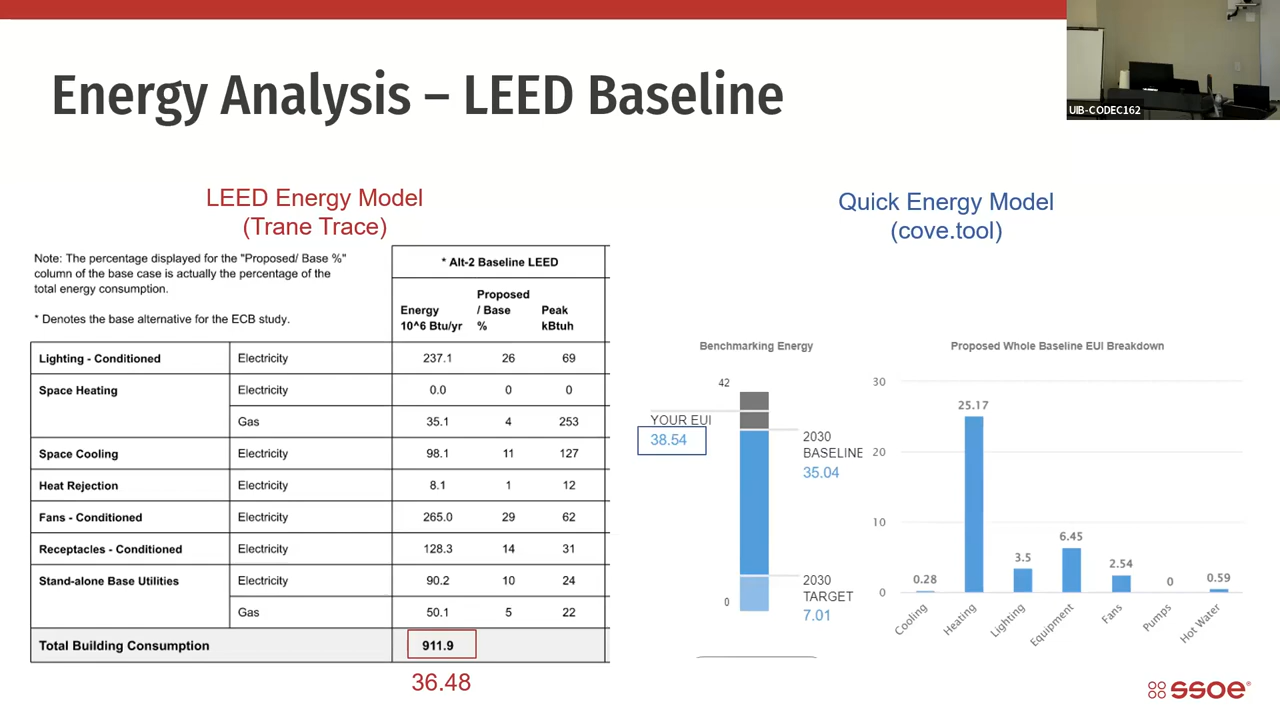 Energy Analysis – LEED Baseline
UIB-CODEC162
LEED Energy Model
(Trane Trace)
Note: The percentage displayed for the "Proposed/ Base %"
column of the base case is actually the percentage of the
total energy consumption.
* Denotes the base alternative for the ECB study.
* Alt-2 Baseline LEED
Energy
10^6 Btu/yr
Proposed
/ Base
%
Peak
kBtuh
Lighting - Conditioned Electricity 237.1 26 69
Space Heating Electricity 0.0 0 0
Gas 35.1 4 253
Space Cooling Electricity 98.1 11 127
Heat Rejection Electricity 8.1 1 12
Fans - Conditioned Electricity 265.0 29 62
Receptacles - Conditioned Electricity 128.3 14 31
Stand-alone Base Utilities Electricity 90.2 10 24
Gas 50.1 5 22
Total Building Consumption 911.9
36.48
Quick Energy Model
(cove.tool)
Benchmarking Energy
42
YOUR EUI
38.54
2030
BASELINE
35.04
2030
TARGET
7.01
0
Proposed Whole Baseline EUI Breakdown
30
20
10
0
0.28
25.17
3.5
6.45
2.54
0
0.59
Cooling
Heating
Lighting
Equipment
Fans
Pumps
Hot Water
ssoe®